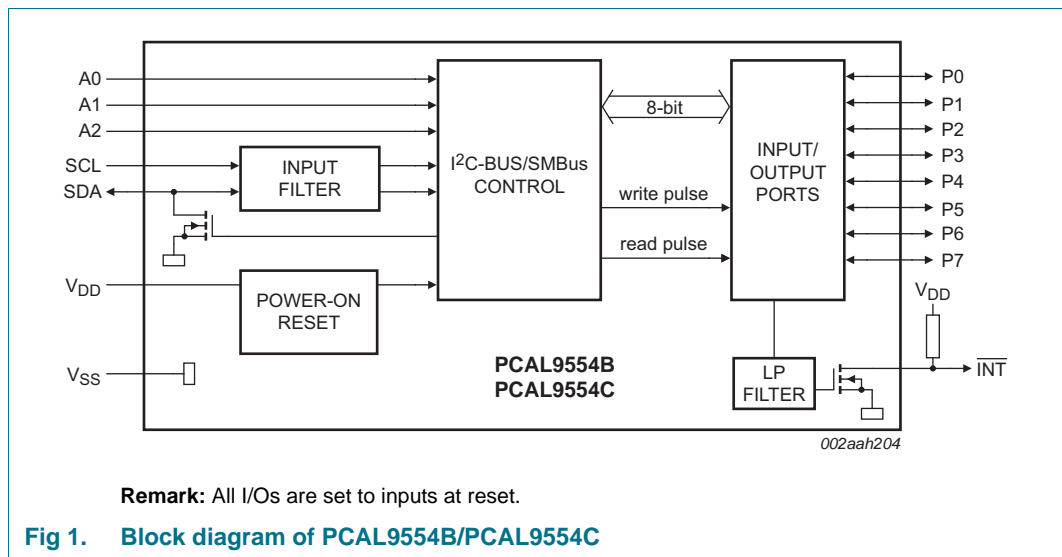 A0
A1
A2
SCL
SDA
VDD
VSS
INPUT
FILTER
POWER-ON
RESET
I2C-BUS/SMBus
CONTROL
8-bit
write pulse
read pulse
INPUT/
OUTPUT
PORTS
P0
P1
P2
P3
P4
P5
P6
P7
VDD
INT
LP
FILTER
PCAL9554B
PCAL9554C
002aah204
Remark: All I/Os are set to inputs at reset.
Fig 1. Block diagram of PCAL9554B/PCAL9554C